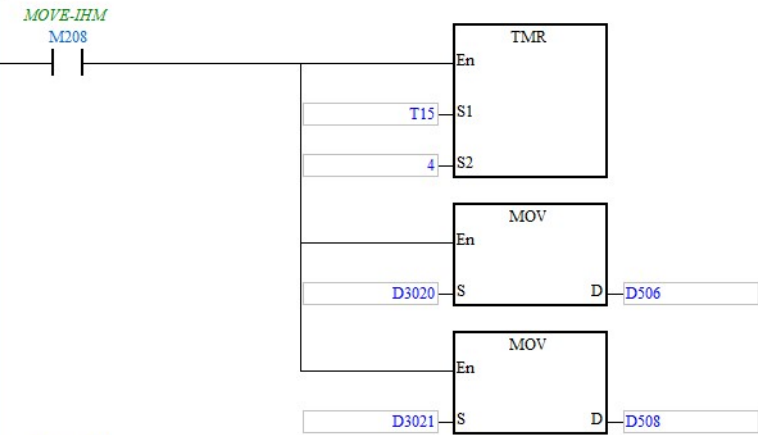 MOVE-IHM
M208
TMR
En
T15 S1
4 S2
MOV
En
D3020 S D D506
MOV
En
D3021 S D D508